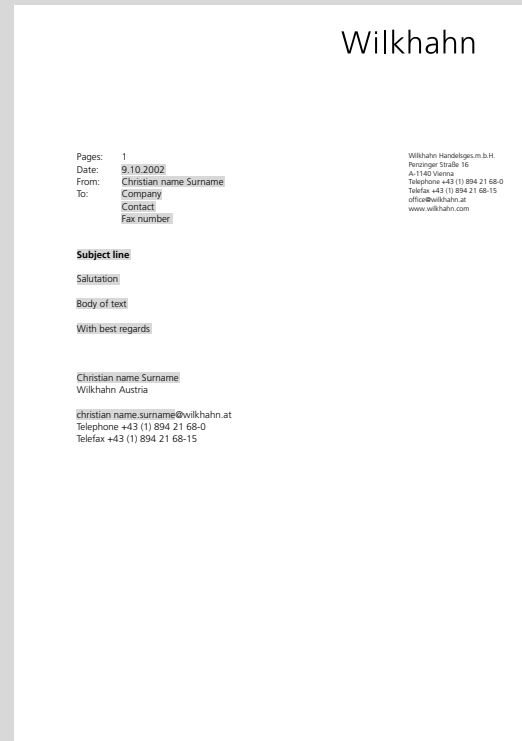 Wilkhahn
Pages: 1
Date: 9.10.2002
From: Christian name Surname
To: Company
Contact
Fax number
Wilkhahn Handelsges.m.b.H.
Penzinger Straße 16
A-1140 Vienna
Telephone +43 (1) 894 21 68-0
Telefax +43 (1) 894 21 68-15
office@wilkhahn.at
www.wilkhahn.com
Subject line
Salutation
Body of text
With best regards
Christian name Surname
Wilkhahn Austria
christian name.surname@wilkhahn.at
Telephone +43 (1) 894 21 68-0
Telefax +43 (1) 894 21 68-15